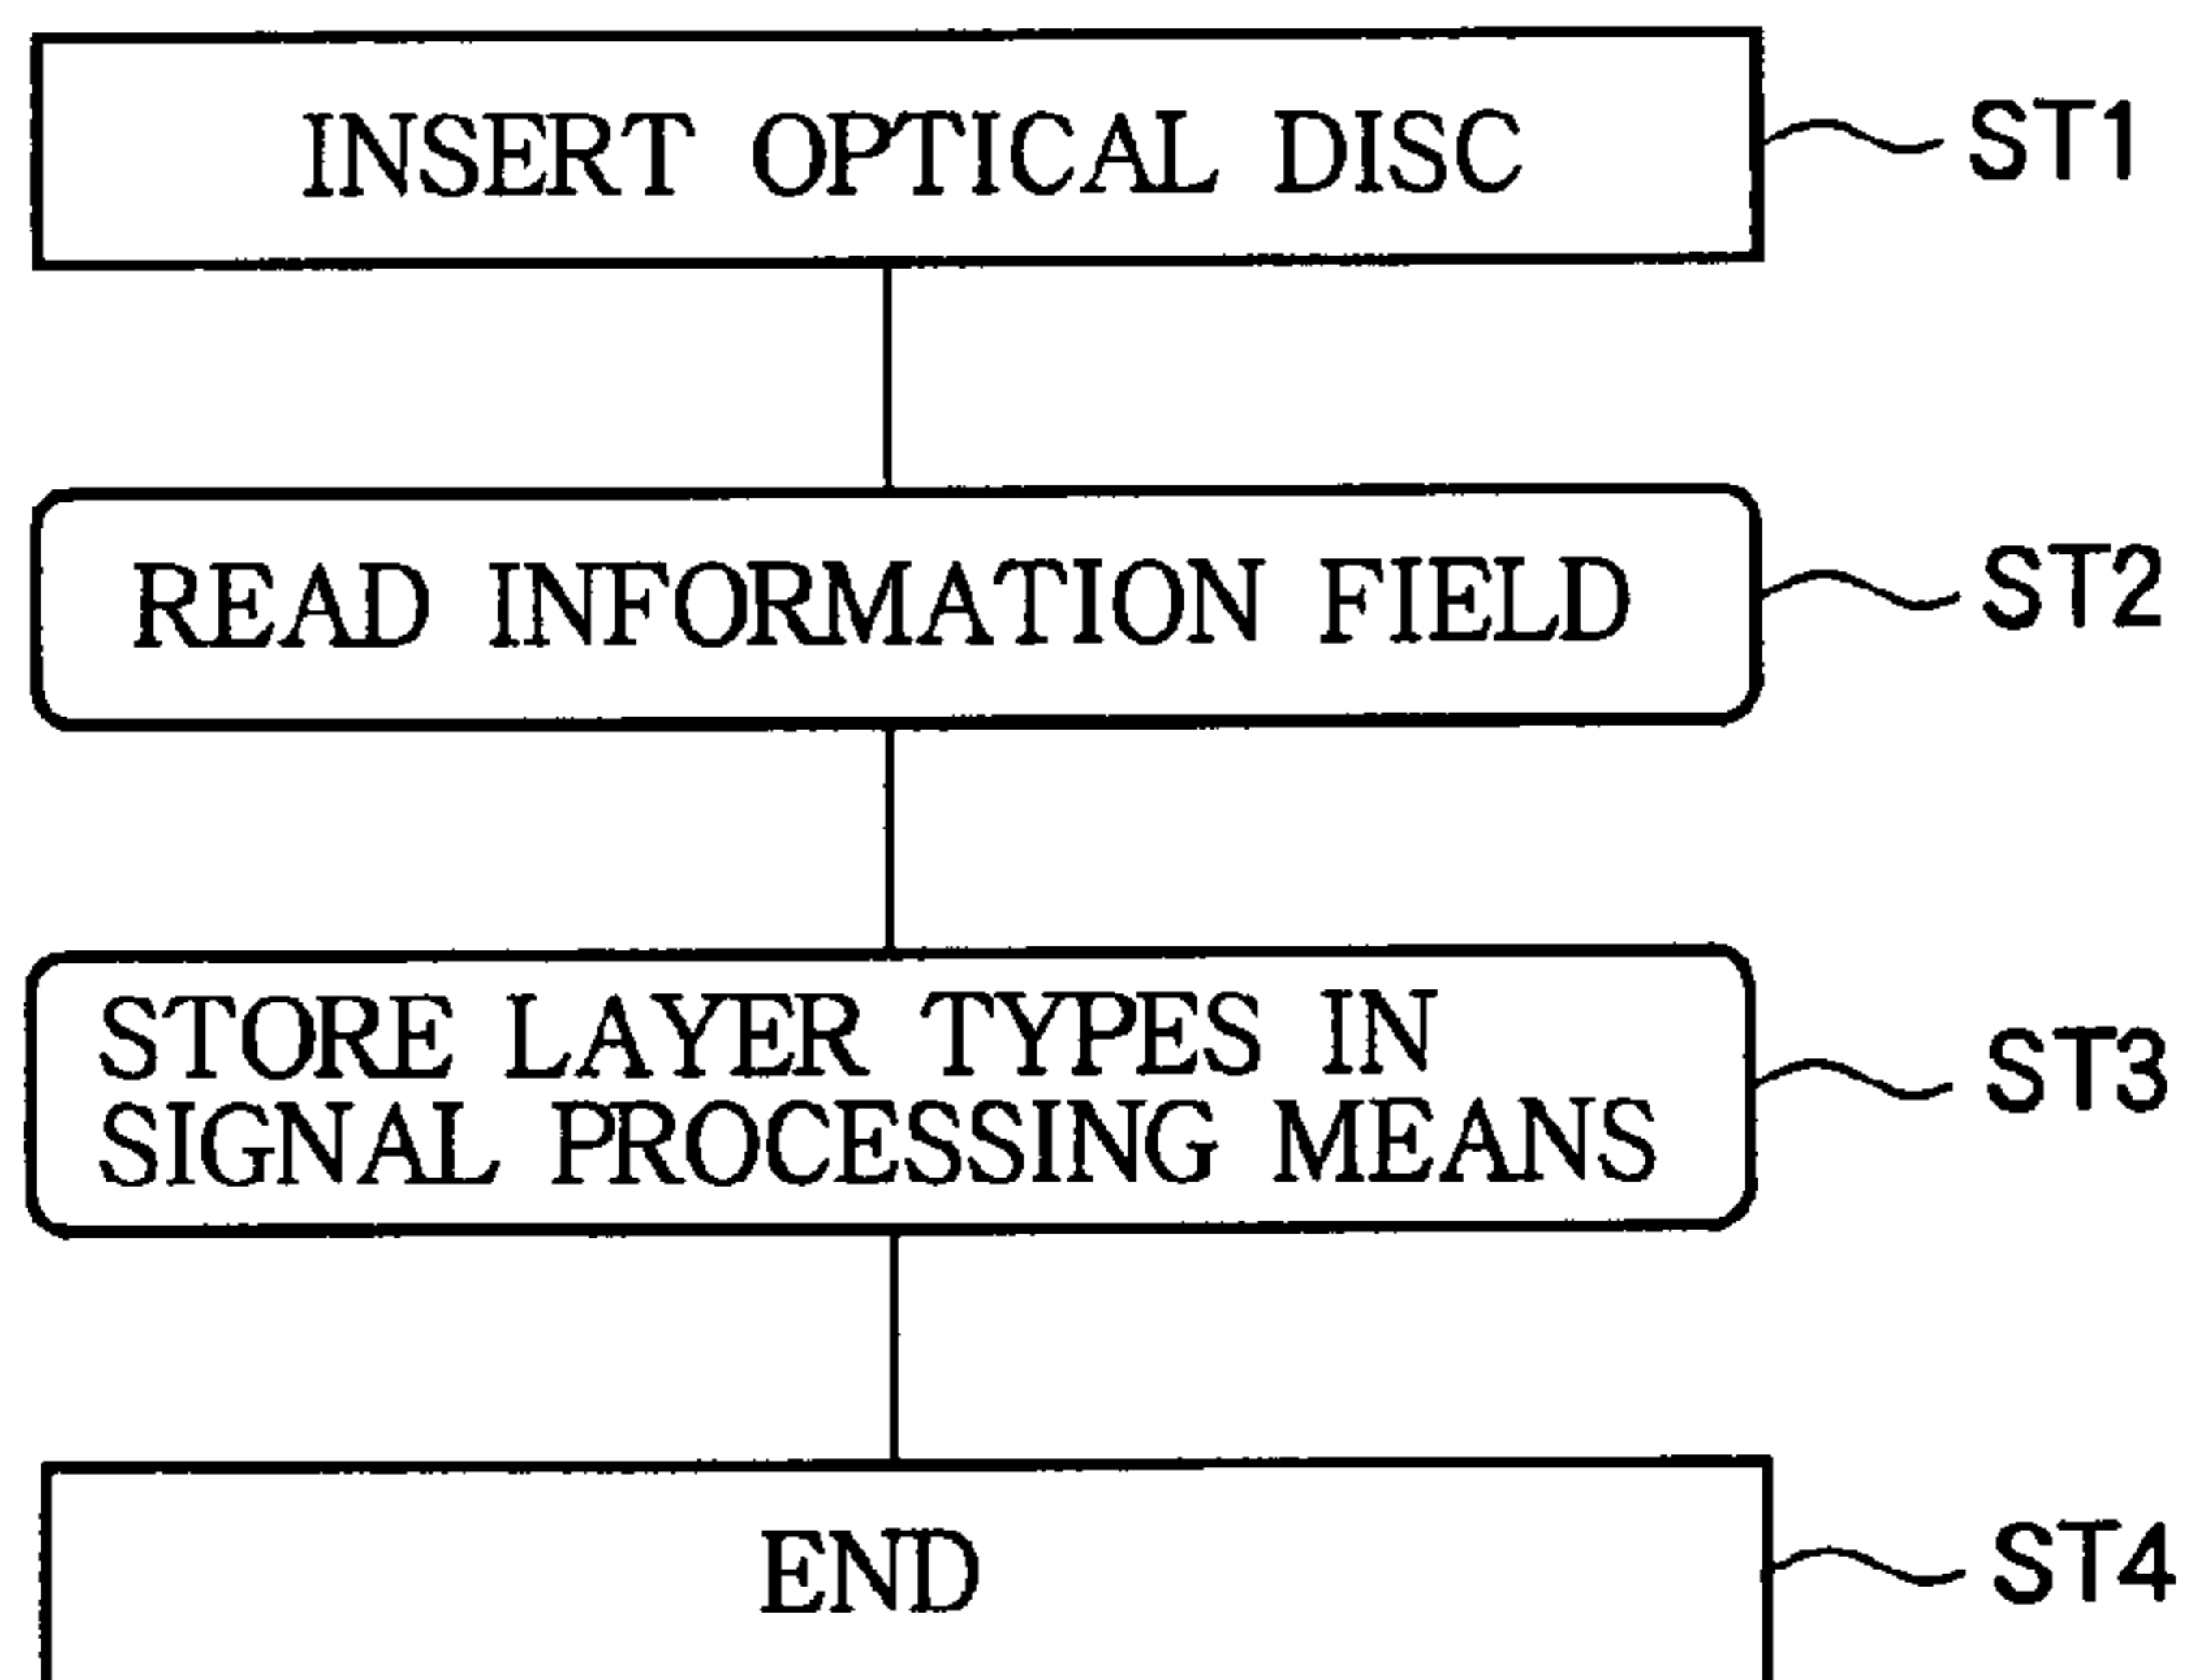 INSERT OPTICAL DISC
ST1
READ INFORMATION FIELD
ST2
STORE LAYER TYPES IN
SIGNAL PROCESSING MEANS
ST3
END
ST4